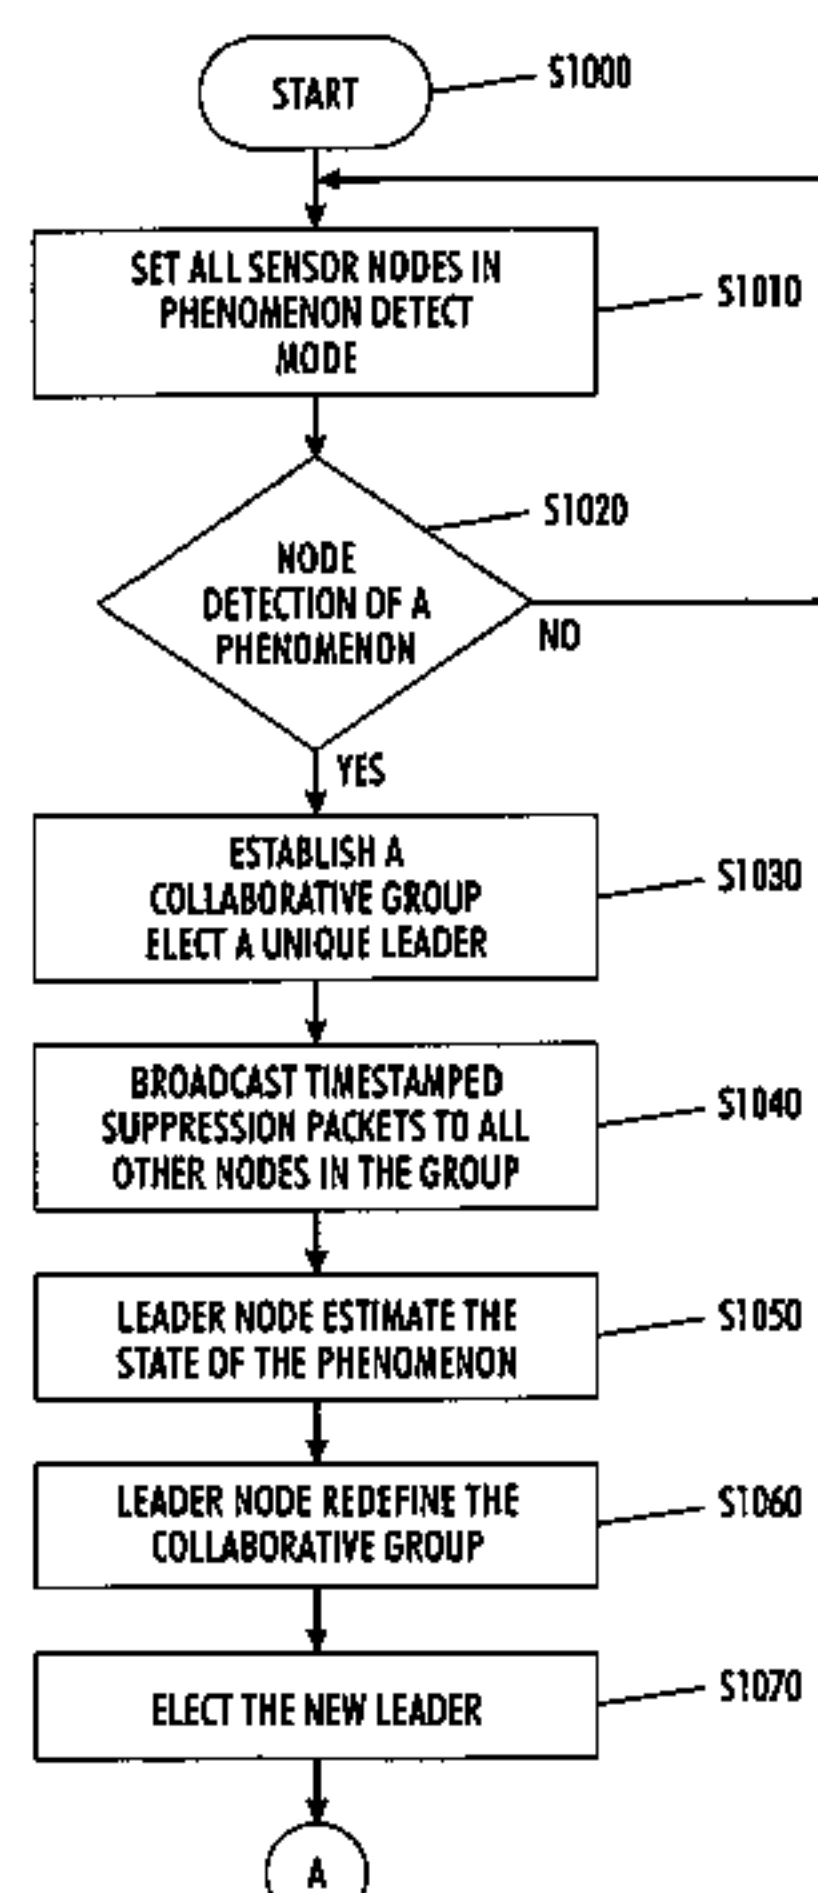 START
S1000
SET ALL SENSOR NODES IN
PHENOMENON DETECT
MODE
S1010
S1020
NODE
DETECTION OF A
PHENOMENON
NO
YES
ESTABLISH A
COLLABORATIVE GROUP
ELECT A UNIQUE LEADER
S1030
BROADCAST TIMESTAMPED
SUPPRESSION PACKETS TO ALL
OTHER NODES IN THE GROUP
S1040
LEADER NODE ESTIMATE THE
STATE OF THE PHENOMENON
S1050
LEADER NODE REDEFINE THE
COLLABORATIVE GROUP
S1060
ELECT THE NEW LEADER
S1070
A